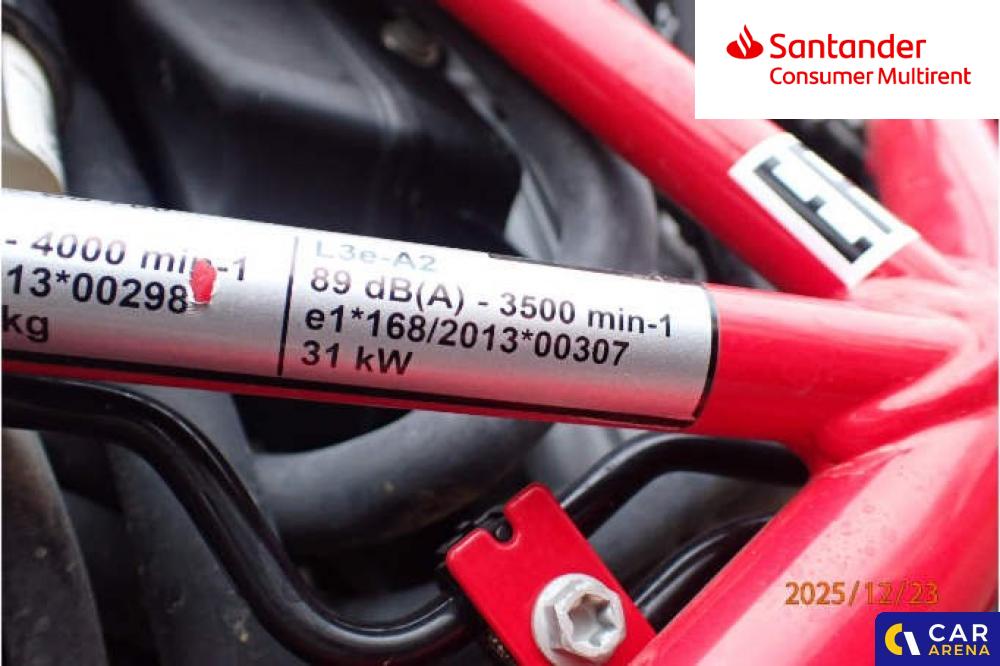 Santander
Consumer Multirent
- 4000 min-1
13*00298
kg
L3e-A2
89 dB(A) - 3500 min-1
e1*168/2013*00307
31 kW
2025/12/23
CAR
ARENA